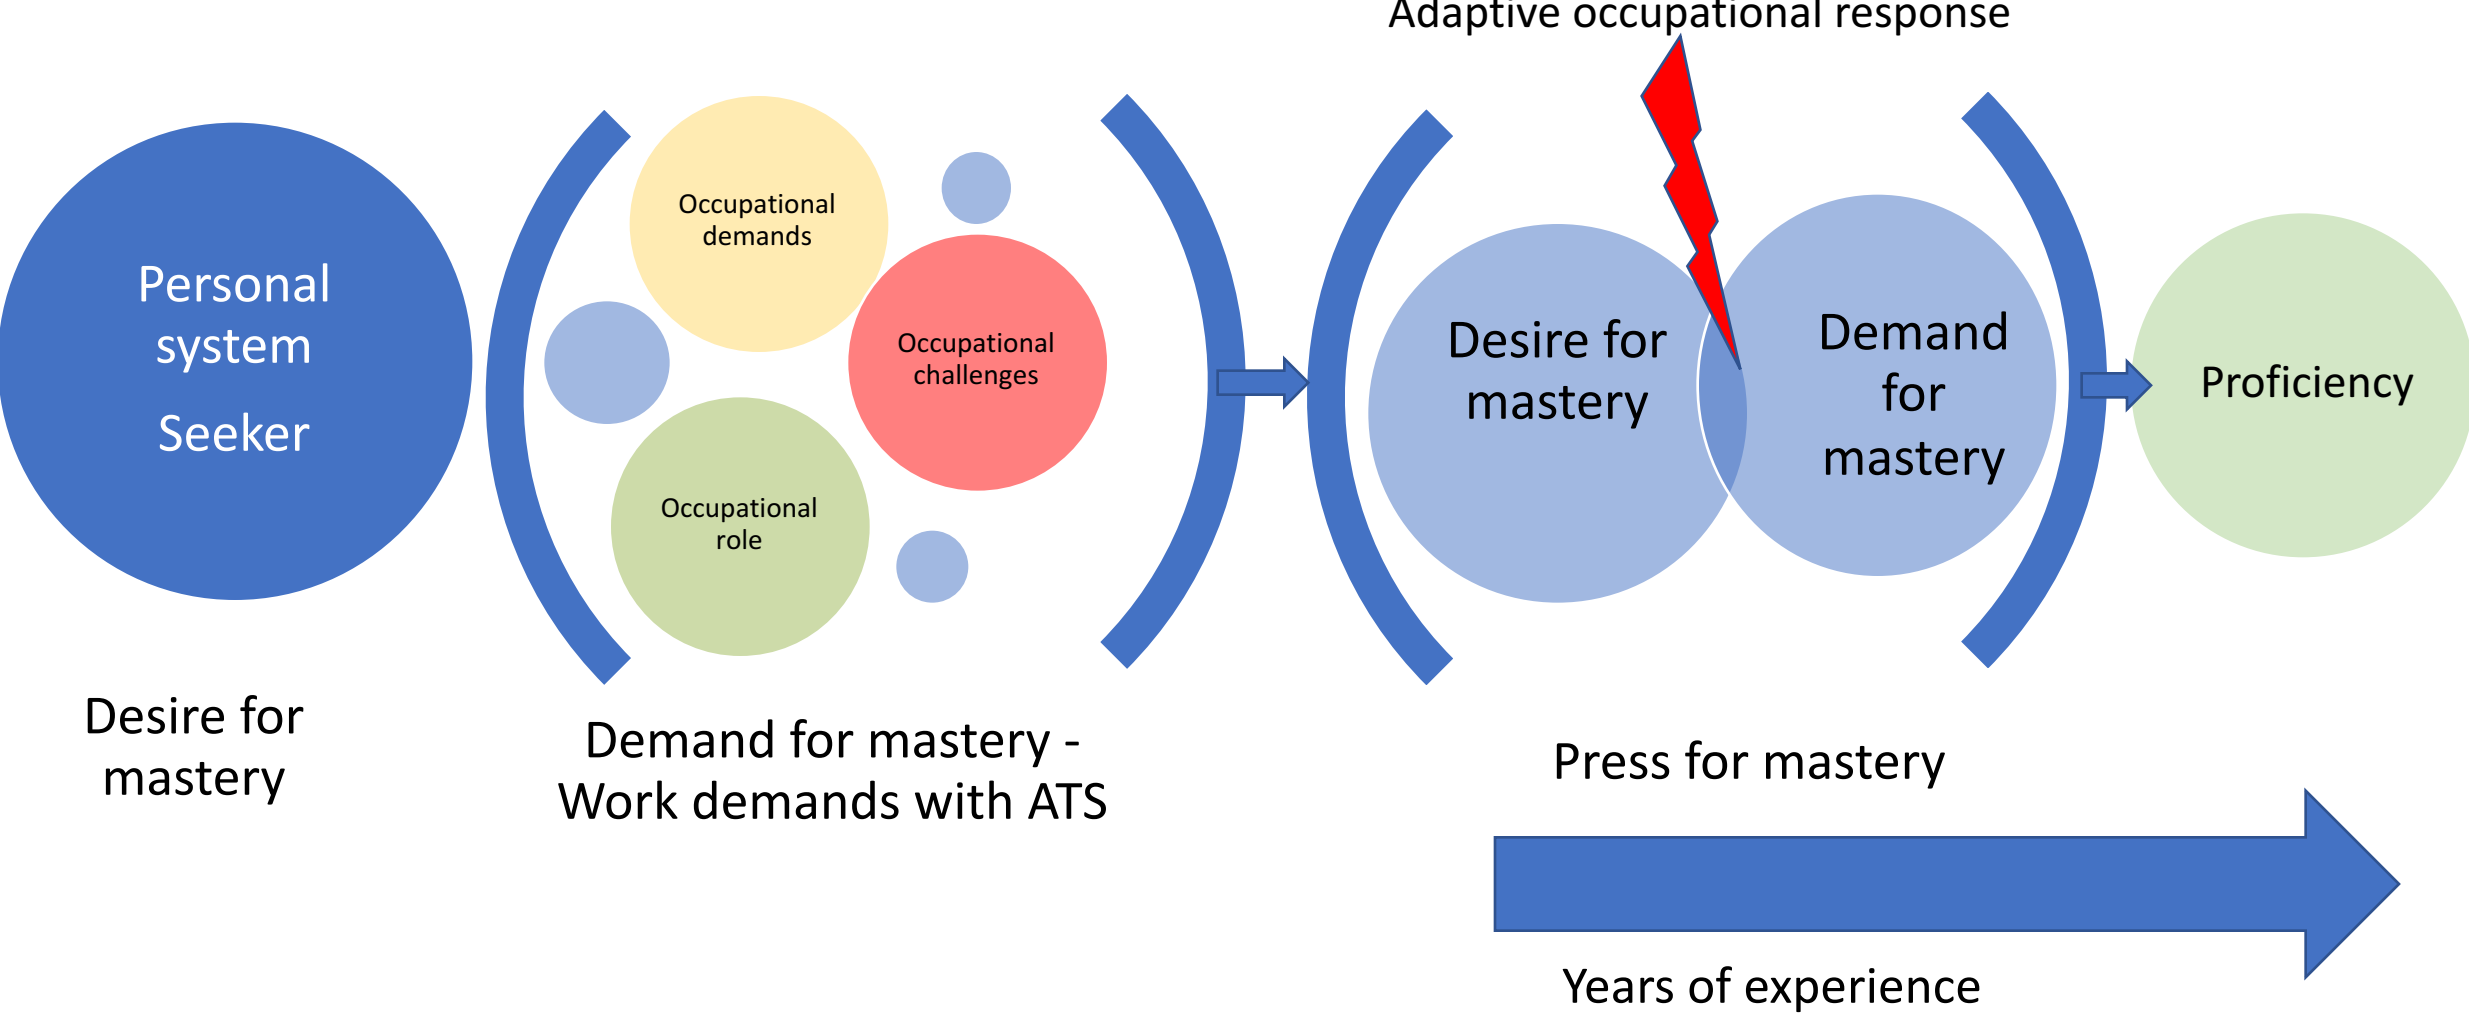 Adaptive occupational response
Personal
system
Seeker
Desire for
mastery
Occupational
demands
Occupational
challenges
Occupational
role
Demand for mastery -
Work demands with ATS
Desire for
mastery
Demand
for
mastery
Press for mastery
Years of experience
Proficiency